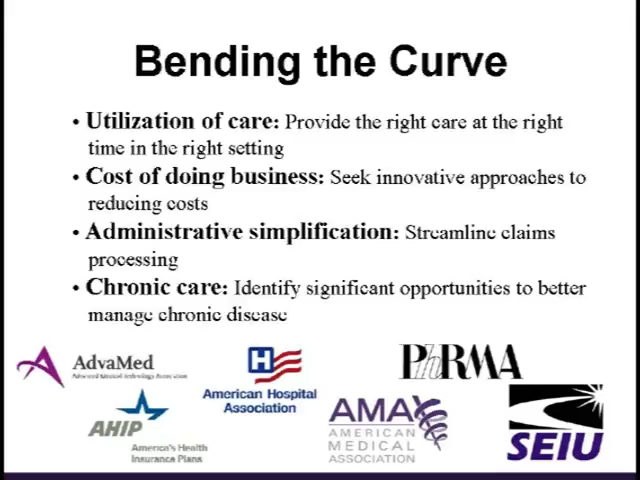 Bending the Curve
• Utilization of care: Provide the right care at the right
time in the right setting
• Cost of doing business: Seek innovative approaches to
reducing costs
• Administrative simplification: Streamline claims
processing
• Chronic care: Identify significant opportunities to better
manage chronic disease
AdvaMed
Advanced Medical Technology Association
H
American Hospital
Association
PhRMA
AHIP
America's Health
Insurance Plans
AMA
AMERICAN
MEDICAL
ASSOCIATION
SEIU